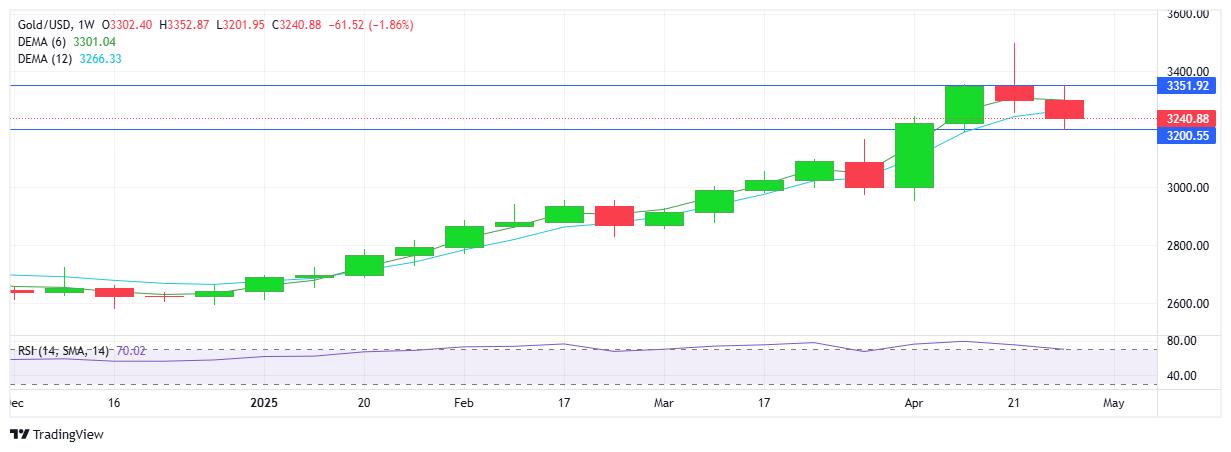 Gold/USD, 1W O3302.40 H3352.87 L3201.95 C3240.88 −61.52 (−1.86%)
DEMA (6) 3301.04
DEMA (12) 3266.33
3600.00
3400.00
3351.92
3240.88
3200.55
3000.00
2800.00
2600.00
RSI (14, SMA, 14) 70.02
80.00
40.00
Dec 16 2025 20 Feb 17 Mar 17 Apr 21 May
TradingView